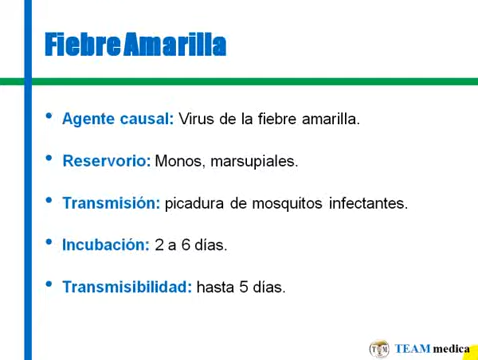 Fiebre Amarilla
• Agente causal: Virus de la fiebre amarilla.
• Reservorio: Monos, marsupiales.
• Transmisión: picadura de mosquitos infectantes.
• Incubación: 2 a 6 días.
• Transmisibilidad: hasta 5 días.
TEAM medica